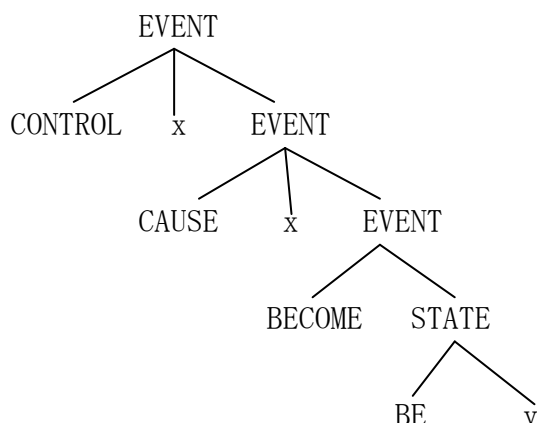 EVENT
CONTROL x EVENT
CAUSE x EVENT
BECOME STATE
BE y